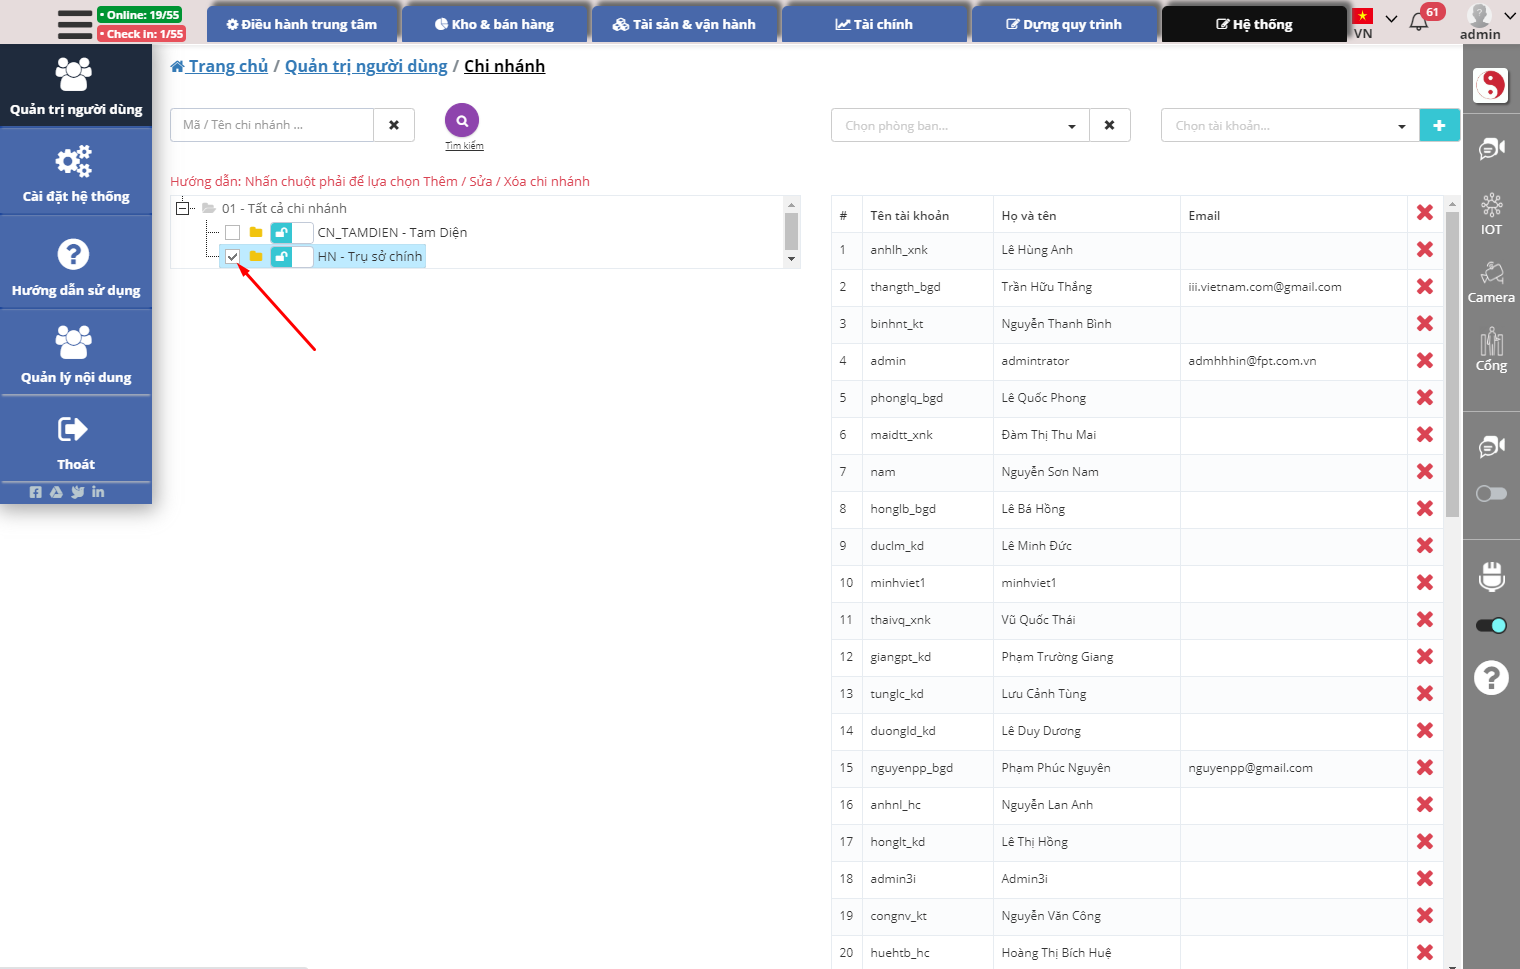 • Online: 19/55
• Check in: 1/55
Điều hành trung tâm
Kho & bán hàng
Tài sản & vận hành
Tài chính
Dựng quy trình
Hệ thống
VN
61
admin
Quản trị người dùng
Cài đặt hệ thống
Hướng dẫn sử dụng
Quản lý nội dung
Thoát
Trang chủ / Quản trị người dùng / Chi nhánh
Mã / Tên chi nhánh ...
Tìm kiếm
Chọn phòng ban...
Chọn tài khoản...
Hướng dẫn: Nhấn chuột phải để lựa chọn Thêm / Sửa / Xóa chi nhánh
01 - Tất cả chi nhánh
CN_TAMDIEN - Tam Diện
HN - Trụ sở chính
# Tên tài khoản Họ và tên Email
1 anhlh_xnk Lê Hùng Anh
2 thangth_bgd Trần Hữu Thắng iii.vietnam.com@gmail.com
3 binhnt_kt Nguyễn Thanh Bình
4 admin admintrator admhhhin@fpt.com.vn
5 phonglq_bgd Lê Quốc Phong
6 maidtt_xnk Đàm Thị Thu Mai
7 nam Nguyễn Sơn Nam
8 honglb_bgd Lê Bá Hồng
9 duclm_kd Lê Minh Đức
10 minhviet1 minhviet1
11 thaivq_xnk Vũ Quốc Thái
12 giangpt_kd Phạm Trường Giang
13 tunglc_kd Lưu Cảnh Tùng
14 duongld_kd Lê Duy Dương
15 nguyenpp_bgd Phạm Phúc Nguyên nguyenpp@gmail.com
16 anhnl_hc Nguyễn Lan Anh
17 honglt_kd Lê Thị Hồng
18 admin3i Admin3i
19 congnv_kt Nguyễn Văn Công
20 huehtb_hc Hoàng Thị Bích Huệ
IOT
Camera
Cổng